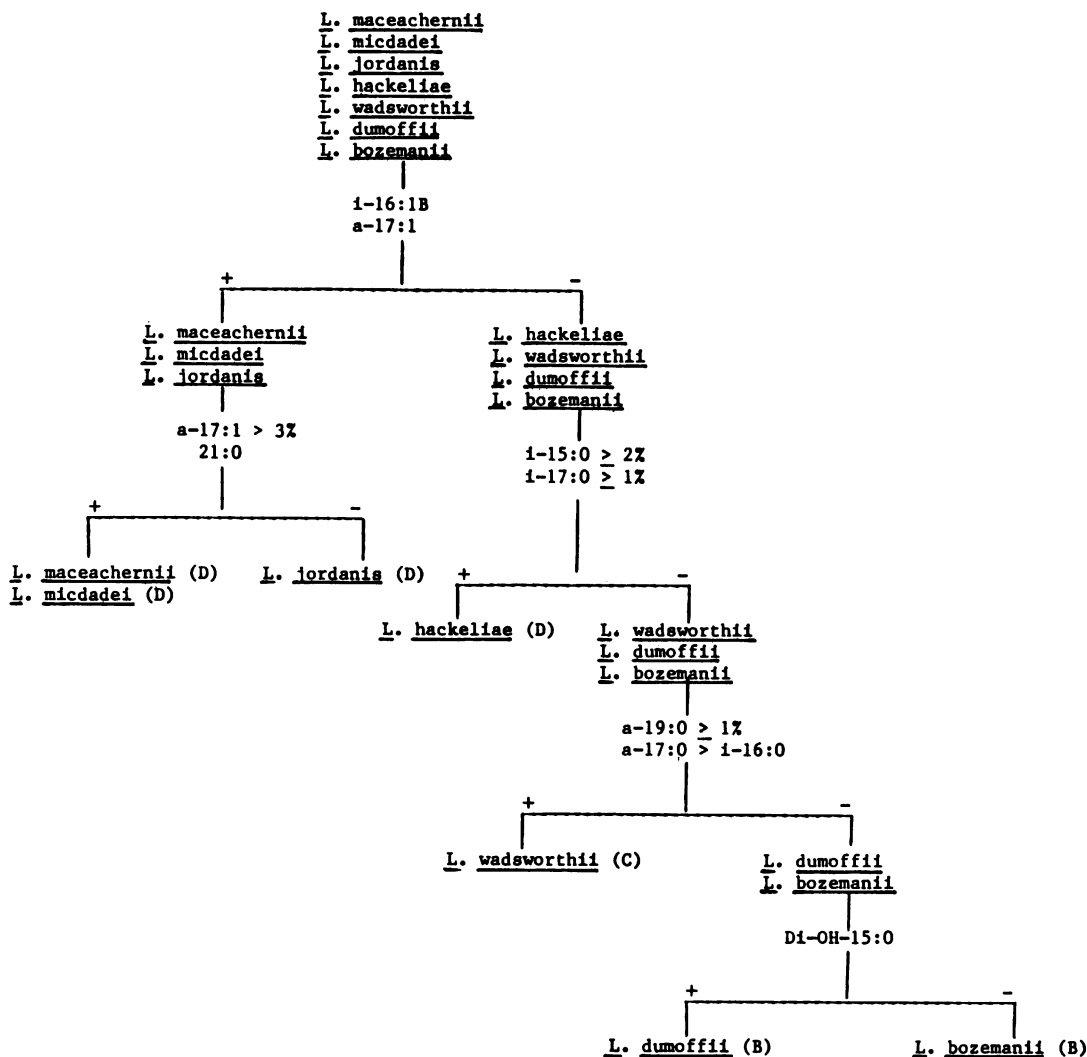 L. maceachernii
L. micdadei
L. jordanis
L. hackeliae
L. wadsworthii
L. dumoffii
L. bozemanii
i-16:1B
a-17:1
+ -
L. maceachernii
L. micdadei
L. jordanis
L. hackeliae
L. wadsworthii
L. dumoffii
L. bozemanii
a-17:1 > 3%
21:0
i-15:0 ≥ 2%
i-17:0 ≥ 1%
+ -
L. maceachernii (D)
L. micdadei (D)
L. jordanis (D)
+ -
L. hackeliae (D)
L. wadsworthii
L. dumoffii
L. bozemanii
a-19:0 ≥ 1%
a-17:0 > i-16:0
+ -
L. wadsworthii (C)
L. dumoffii
L. bozemanii
Di-OH-15:0
+ -
L. dumoffii (B)
L. bozemanii (B)